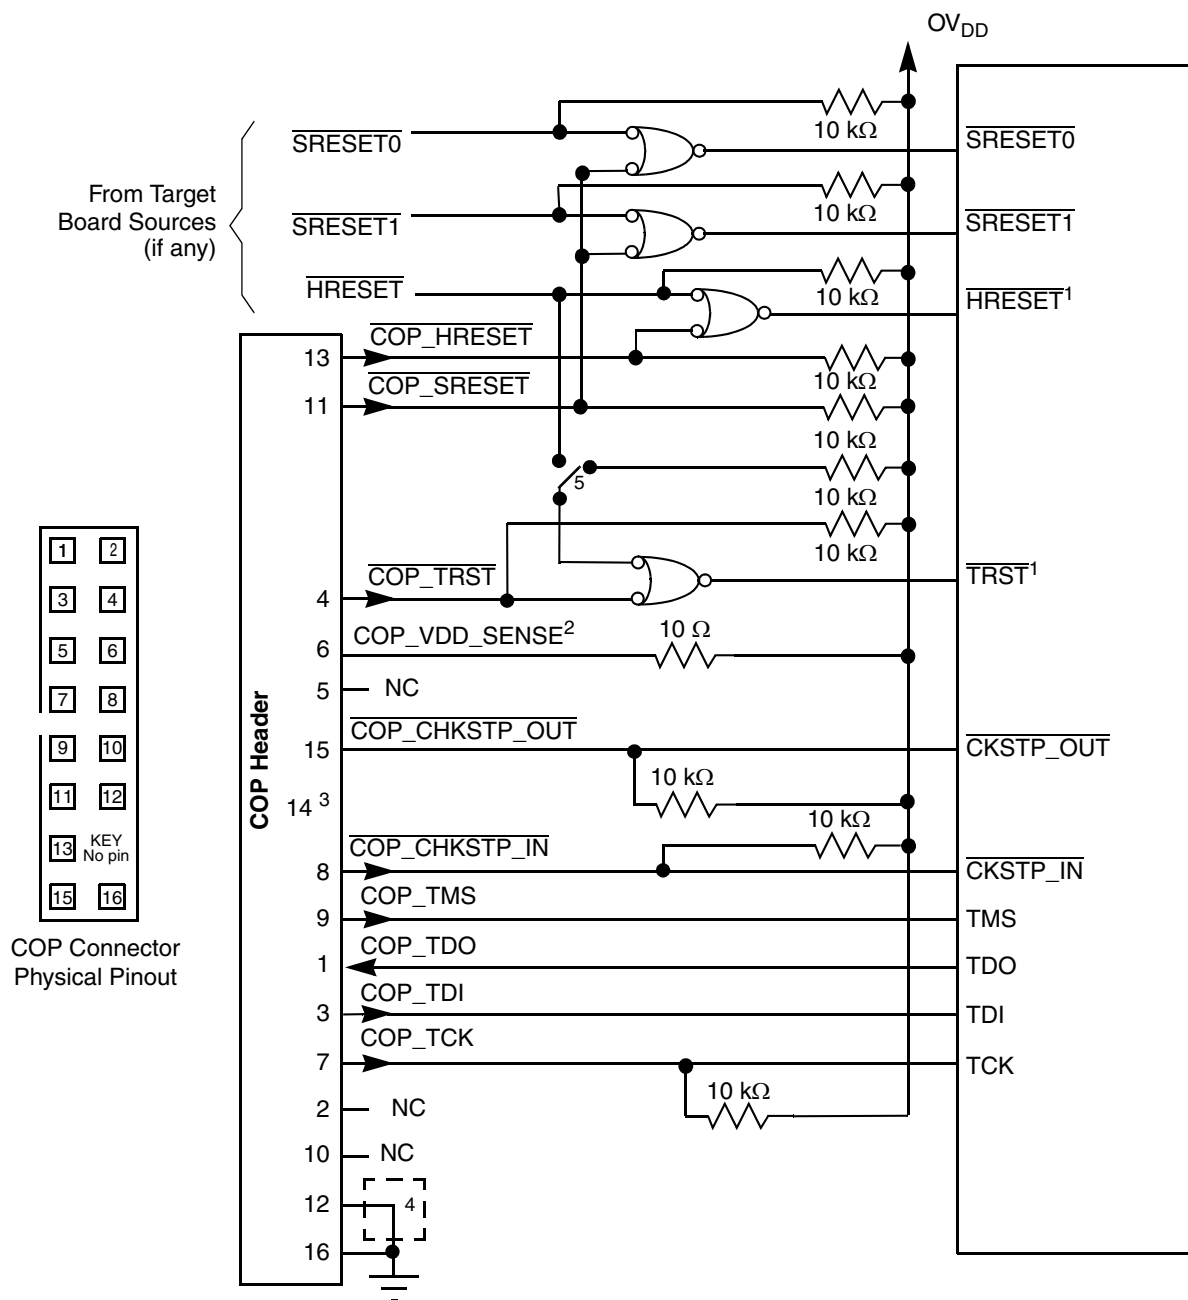 OVDD
10 kΩ
SRESET0
SRESET0
From Target
Board Sources
(if any)
10 kΩ
SRESET1
SRESET1
HRESET
10 kΩ
HRESET1
COP_HRESET
13
10 kΩ
COP_SRESET
11
10 kΩ
5
10 kΩ
10 kΩ
COP_TRST
4
TRST1
COP_VDD_SENSE2
10 Ω
6
5
NC
COP_CHKSTP_OUT
15
CKSTP_OUT
10 kΩ
14 3
10 kΩ
COP_CHKSTP_IN
8
CKSTP_IN
COP_TMS
9
TMS
COP_TDO
1
TDO
COP_TDI
3
TDI
COP_TCK
7
TCK
10 kΩ
2
NC
10
NC
12
4
16
COP Header
1 2
3 4
5 6
7 8
9 10
11 12
13 KEY
No pin
15 16
COP Connector
Physical Pinout